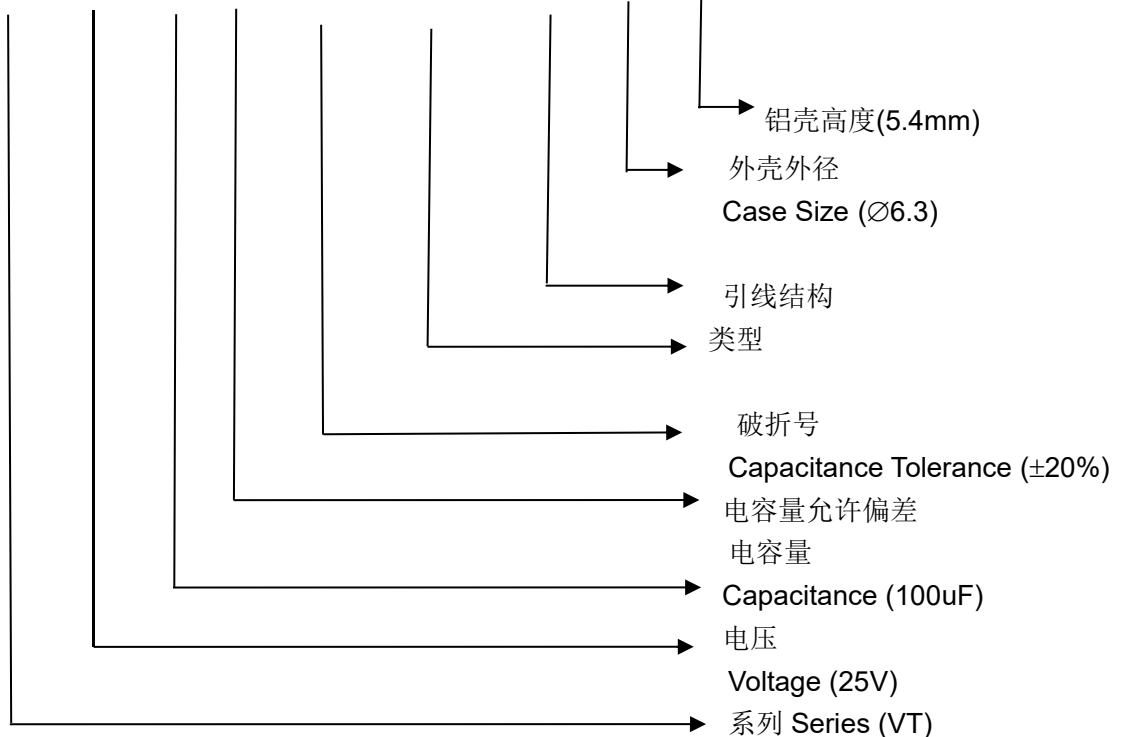 铝壳高度(5.4mm)
外壳外径
Case Size (∅6.3)
引线结构
类型
破折号
Capacitance Tolerance (±20%)
电容量允许偏差
电容量
Capacitance (100uF)
电压
Voltage (25V)
系列 Series (VT)